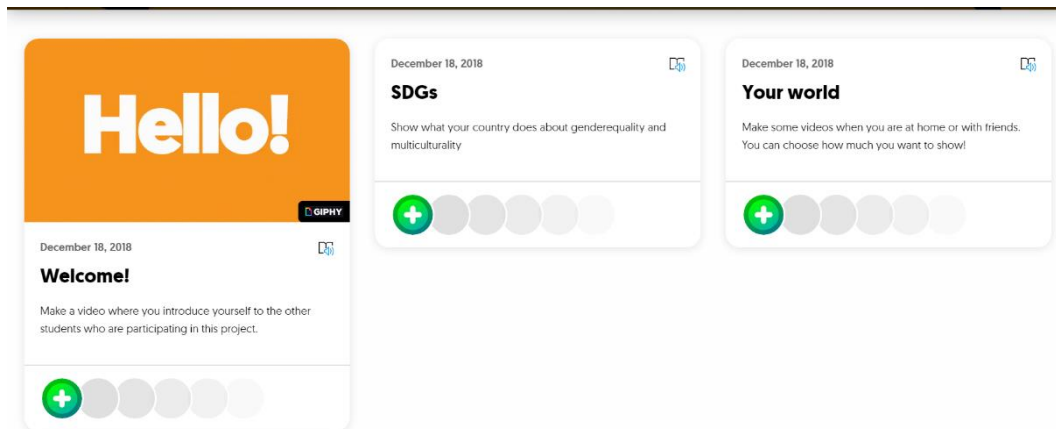 Hello!
GIPHY
December 18, 2018
Welcome!
Make a video where you introduce yourself to the other
students who are participating in this project.
December 18, 2018
SDGs
Show what your country does about genderequality and
multiculturality
December 18, 2018
Your world
Make some videos when you are at home or with friends.
You can choose how much you want to show!